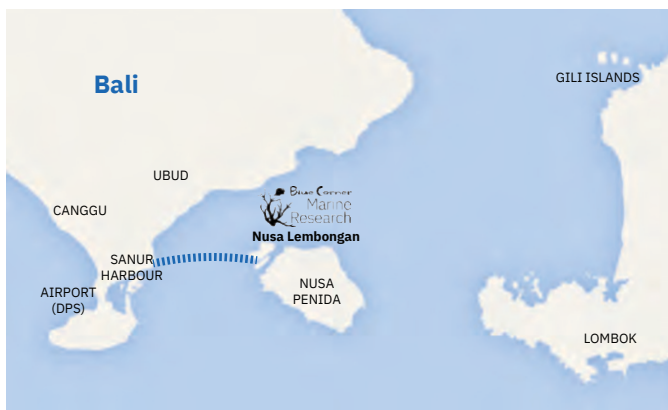 Bali
GILI ISLANDS
UBUD
CANGGU
Blue Corner
Marine
Research
Nusa Lembongan
SANUR
HARBOUR
AIRPORT
(DPS)
NUSA
PENIDA
LOMBOK